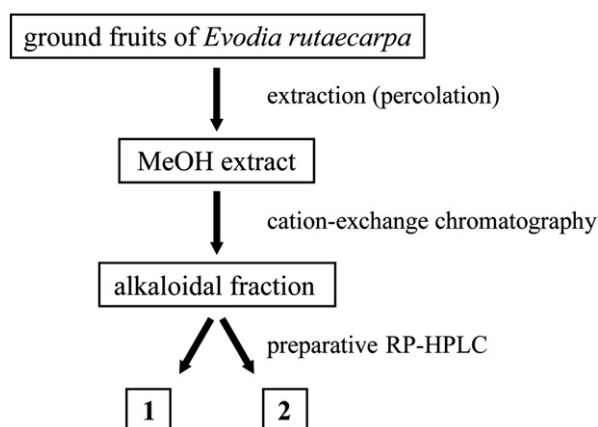 ground fruits of Evodia rutaecarpa
extraction (percolation)
MeOH extract
cation-exchange chromatography
alkaloidal fraction
preparative RP-HPLC
1
2